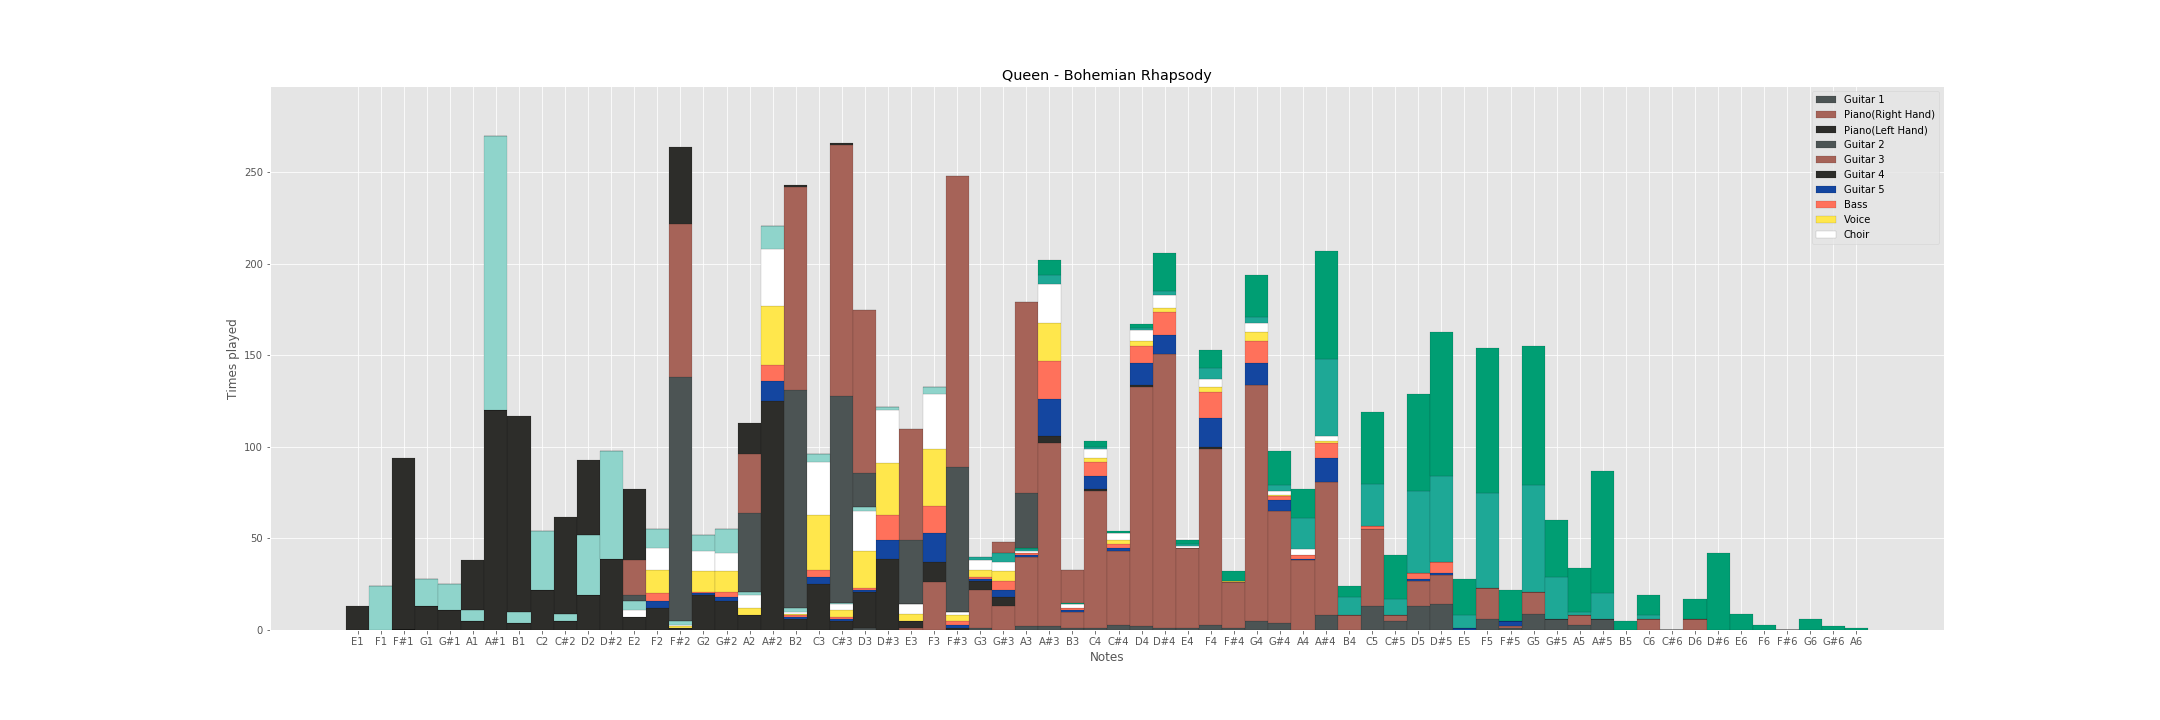 Queen - Bohemian Rhapsody
Guitar 1
Piano(Right Hand)
Piano(Left Hand)
Guitar 2
Guitar 3
Guitar 4
Guitar 5
Bass
Voice
Choir
Times played
250
200
150
100
50
0
E1 F1 F#1 G1 G#1 A1 A#1 B1 C2 C#2 D2 D#2 E2 F2 F#2 G2 G#2 A2 A#2 B2 C3 C#3 D3 D#3 E3 F3 F#3 G3 G#3 A3 A#3 B3 C4 C#4 D4 D#4 E4 F4 F#4 G4 G#4 A4 A#4 B4 C5 C#5 D5 D#5 E5 F5 F#5 G5 G#5 A5 A#5 B5 C6 C#6 D6 D#6 E6 F6 F#6 G6 G#6 A6
Notes